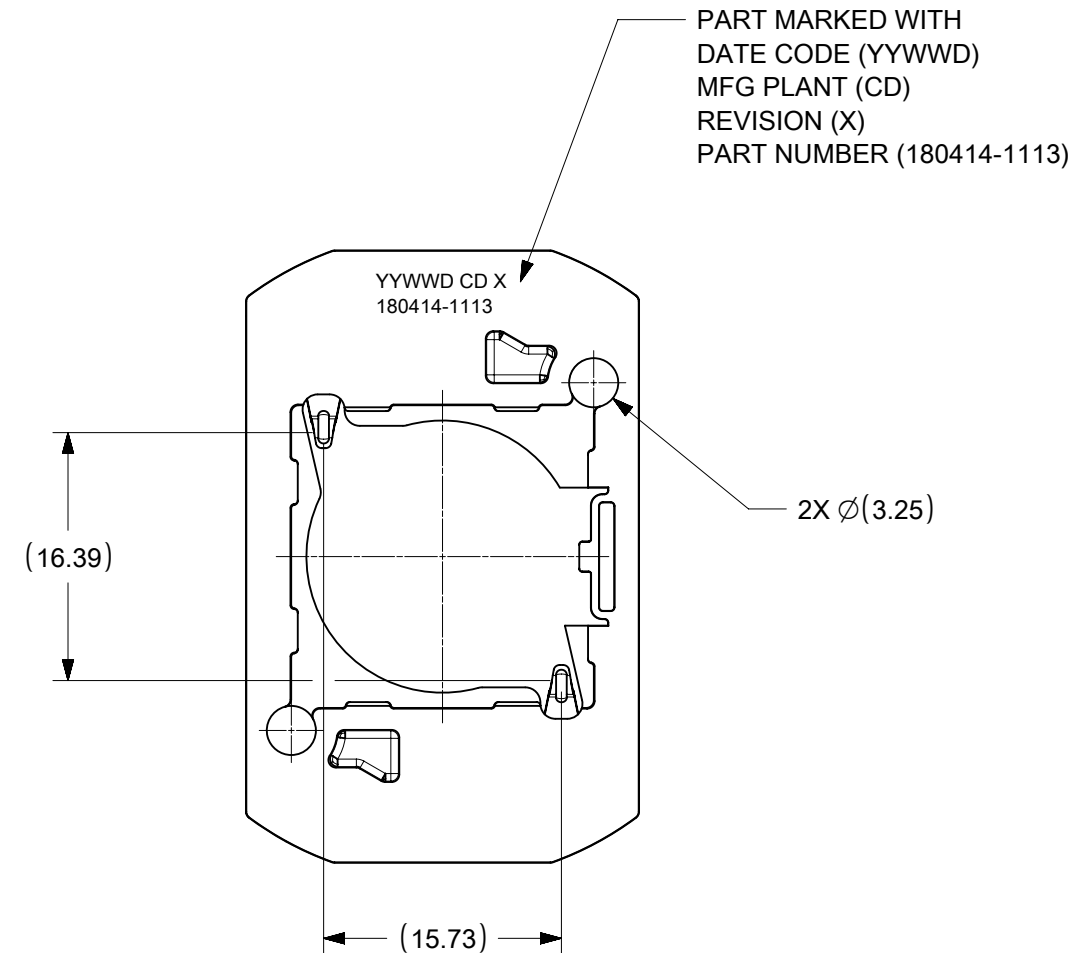 PART MARKED WITH
DATE CODE (YYWWD)
MFG PLANT (CD)
REVISION (X)
PART NUMBER (180414-1113)
YYWWD CD X
180414-1113
2X ∅(3.25)
(16.39)
(15.73)